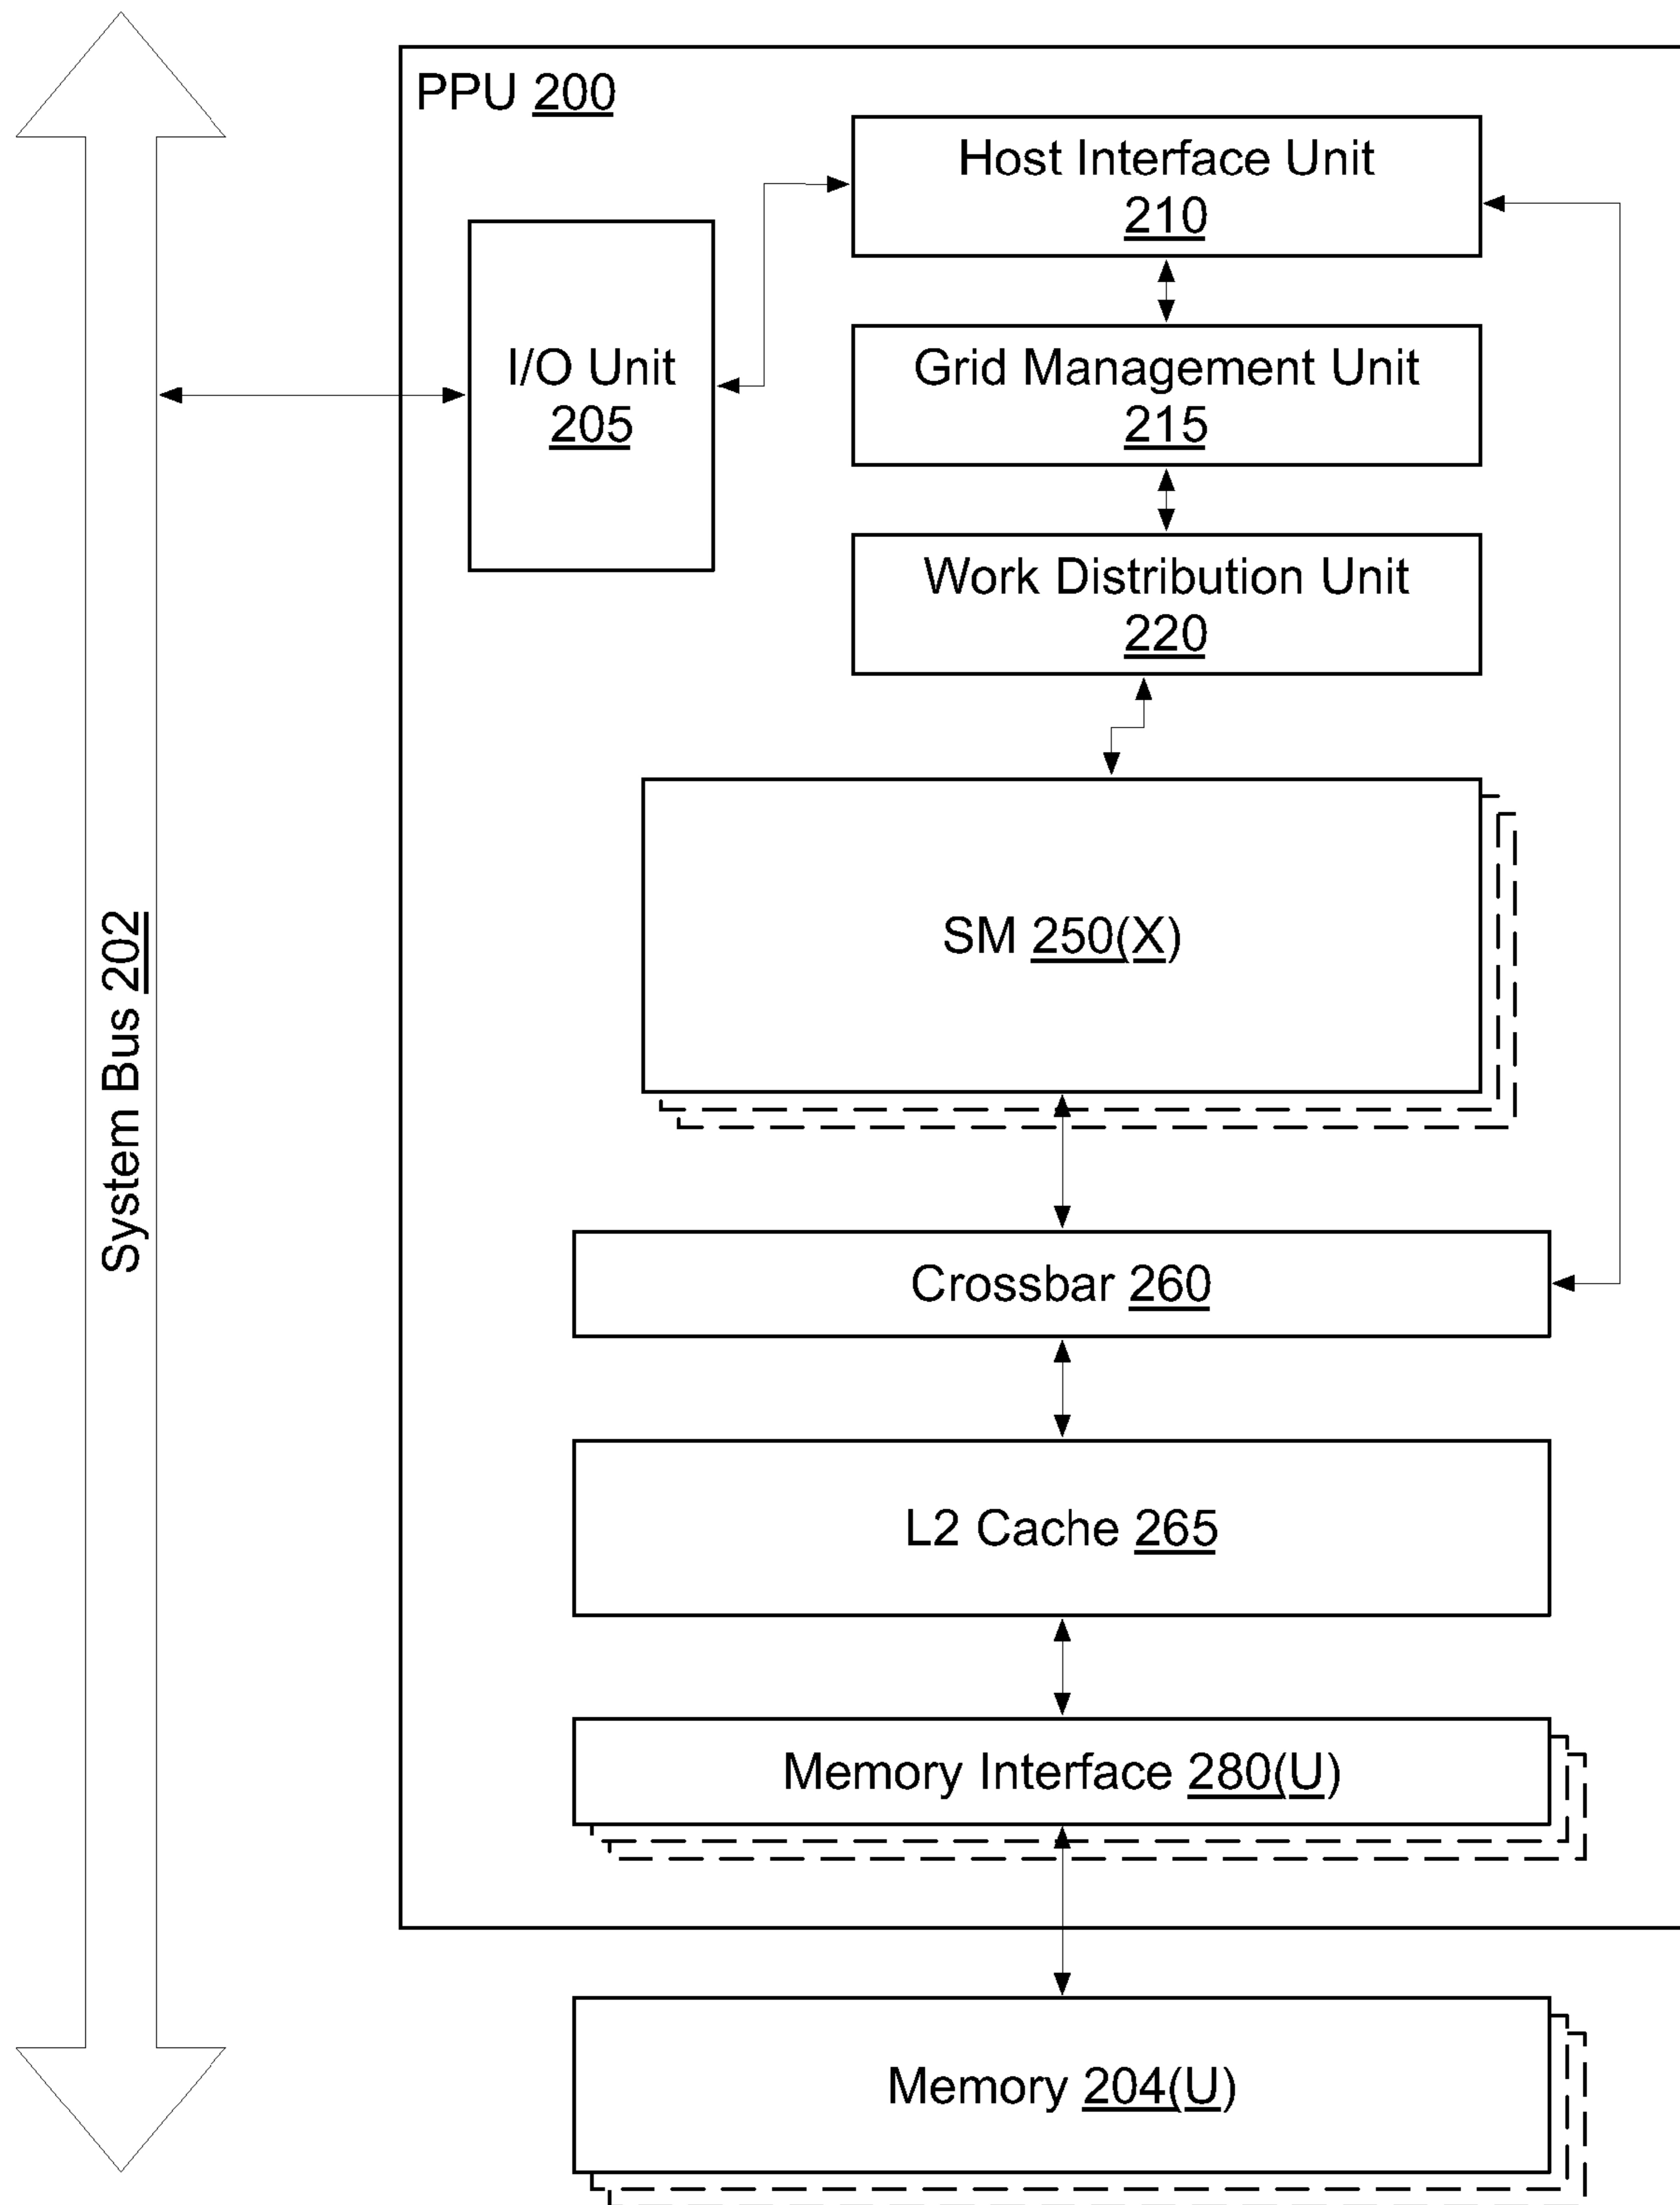 PPU 200
Host Interface Unit
210
I/O Unit
205
Grid Management Unit
215
Work Distribution Unit
220
SM 250(X)
System Bus 202
Crossbar 260
L2 Cache 265
Memory Interface 280(U)
Memory 204(U)